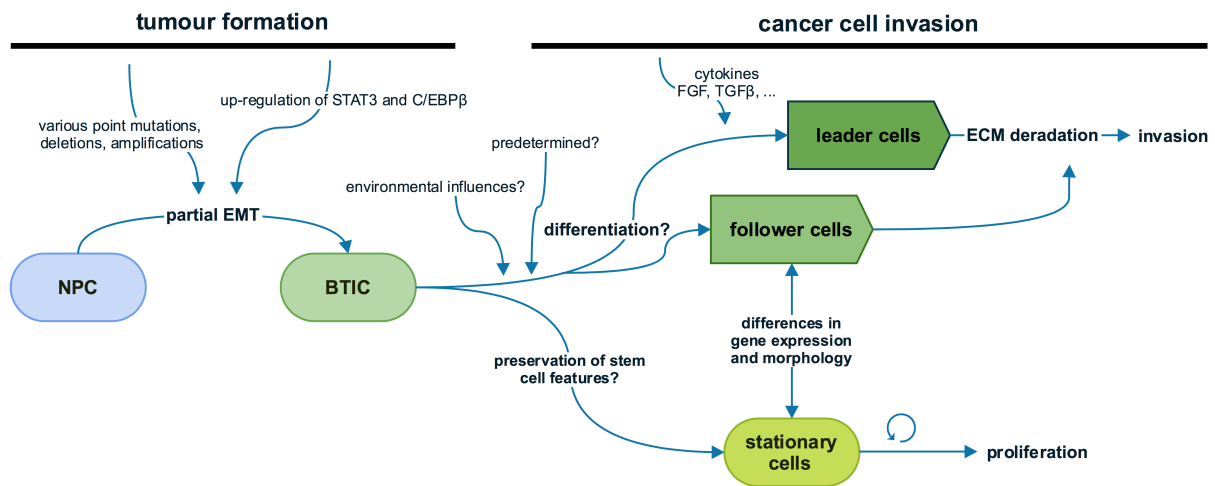 tumour formation
cancer cell invasion
up-regulation of STAT3 and C/EBPβ
various point mutations,
deletions, amplifications
partial EMT
NPC
BTIC
environmental influences?
predetermined?
cytokines
FGF, TGFβ, ...
differentiation?
leader cells
ECM deradation
invasion
follower cells
differences in
gene expression
and morphology
preservation of stem
cell features?
stationary
cells
proliferation